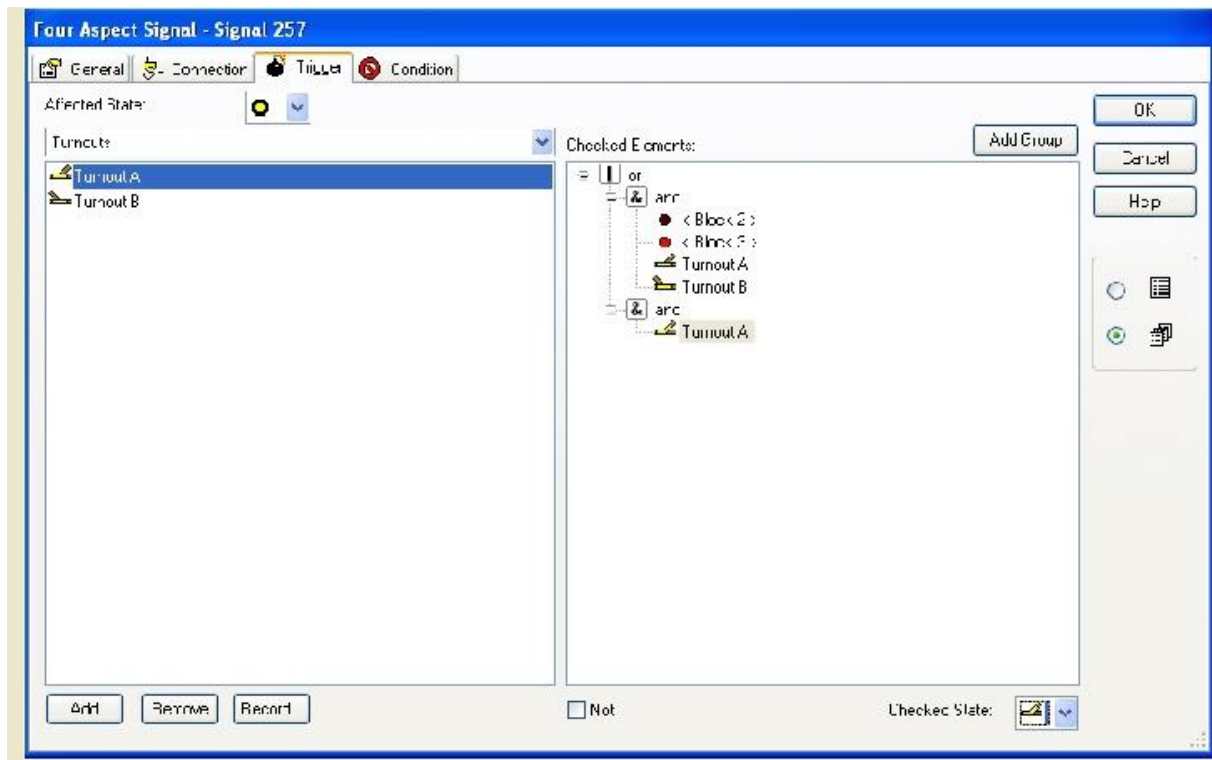 Four Aspect Signal - Signal 257
General Connection Trigger Condition
Affected State:
OK
Turnouts
Checked Elements:
Add Group
Cancel
Turnout A
Turnout B
or
and
< Block 2 >
< Block 3 >
Turnout A
Turnout B
and
Turnout A
Help
Add Remove Record
Not
Checked State: